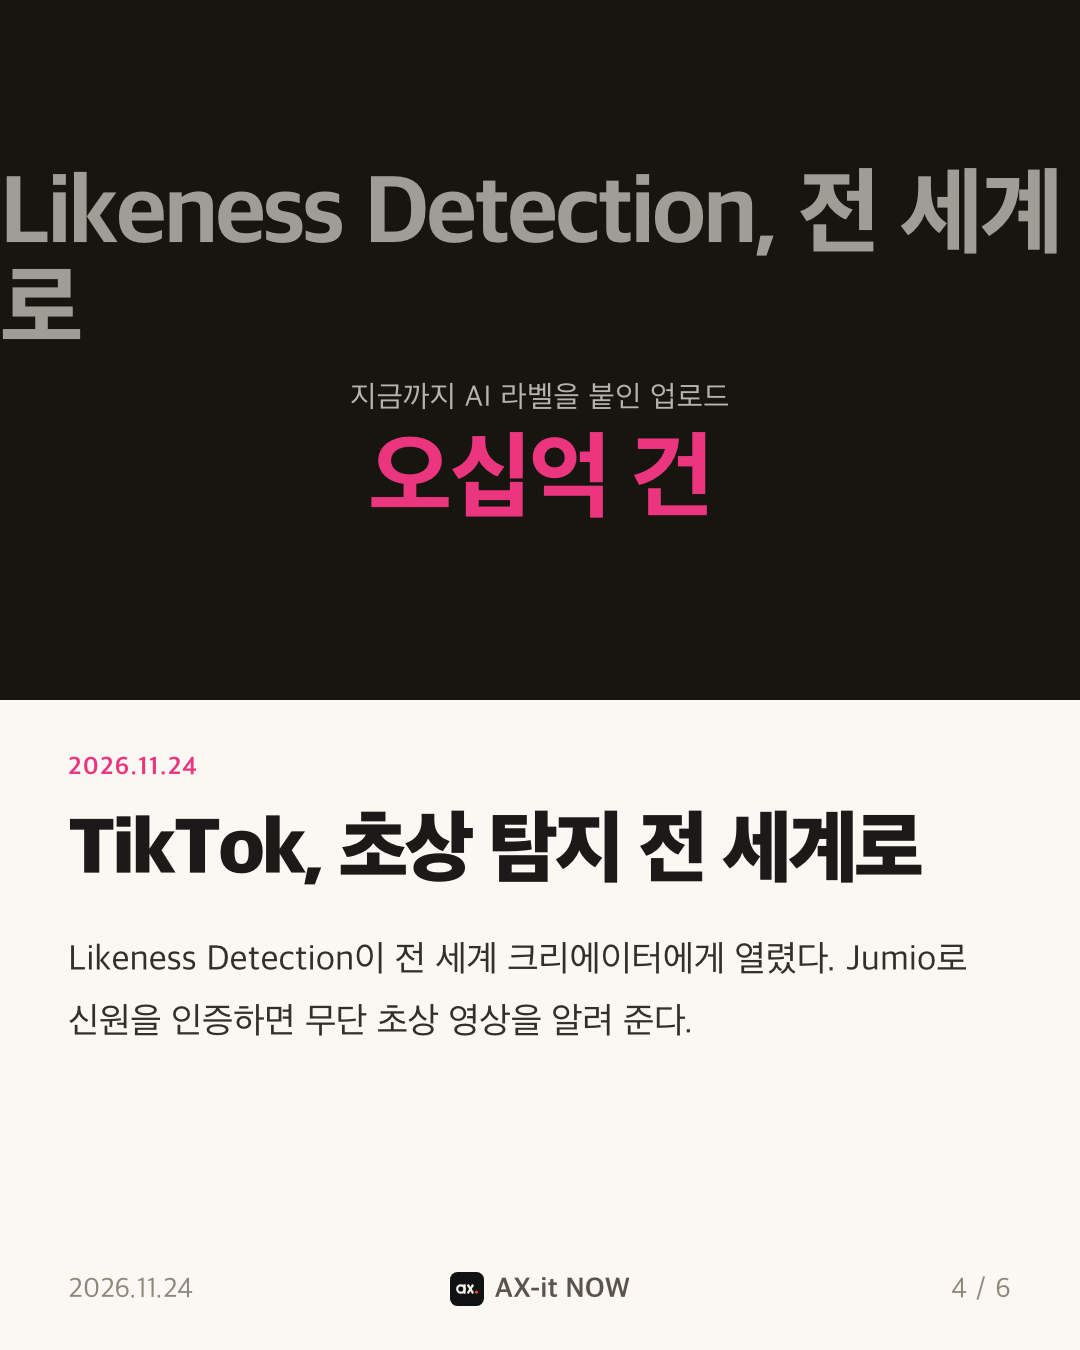 Likeness Detection, 전 세계
로
지금까지 AI 라벨을 붙인 업로드
오십억 건
2026.11.24
TikTok, 초상 탐지 전 세계로
Likeness Detection이 전 세계 크리에이터에게 열렸다. Jumio로
신원을 인증하면 무단 초상 영상을 알려 준다.
2026.11.24
ax. AX-it NOW
4 / 6